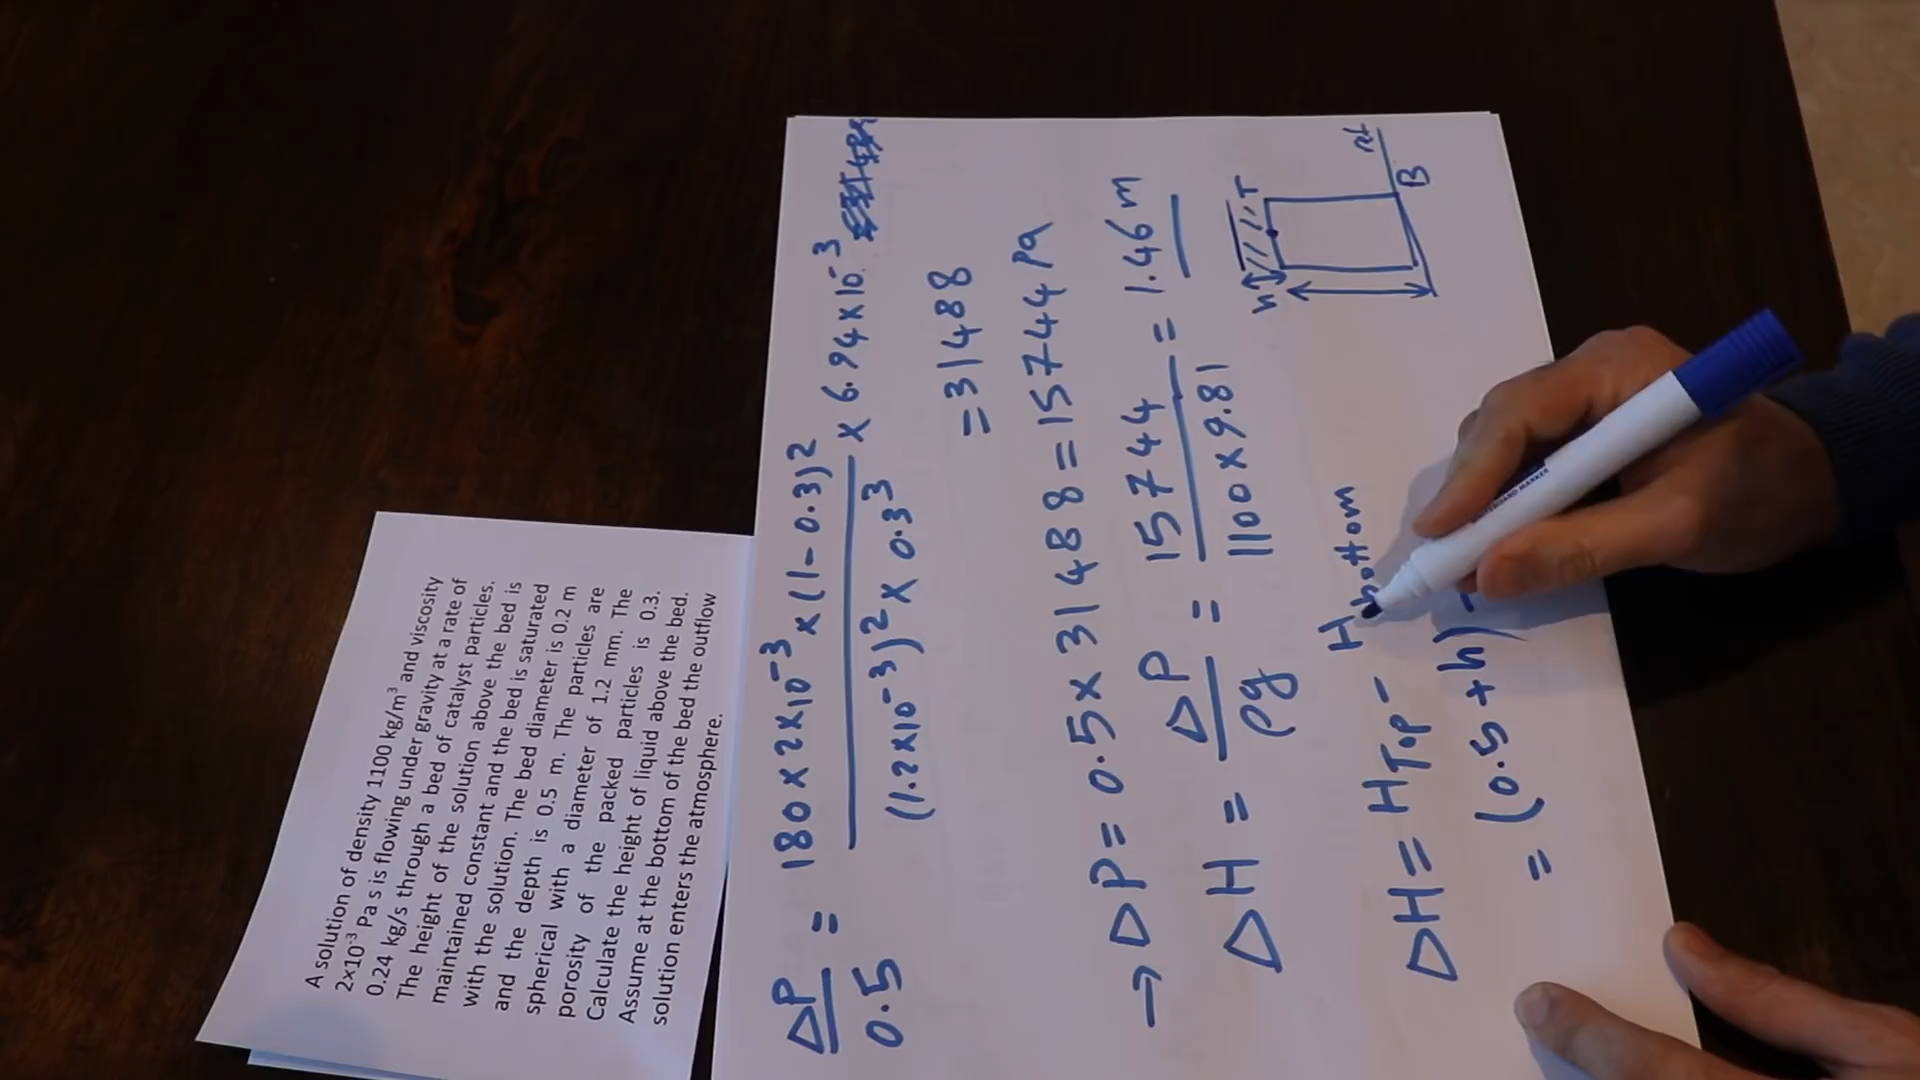 A solution of density 1100 kg/m³ and viscosity
2×10⁻³ Pa s is flowing under gravity at a rate of
0.24 kg/s through a bed of catalyst particles.
The height of the solution above the bed is
maintained constant and the bed is saturated
with the solution. The bed diameter is 0.2 m
and the depth is 0.5 m. The particles are
spherical with a diameter of 1.2 mm. The
porosity of the packed particles is 0.3.
Calculate the height of liquid above the bed.
Assume at the bottom of the bed the outflow
solution enters the atmosphere.
ΔP/0.5 = 180×2×10⁻³×(1-0.3)²/(1.2×10⁻³)²×0.3³ × 6.94×10⁻³
= 31488
→ ΔP = 0.5×31488 = 15744 Pa
ΔH = ΔP/ρg = 15744/1100×9.81 = 1.46 m
h T
B
ΔH = H Top - H bottom
= (0.5+h) -
BOARD MARKER